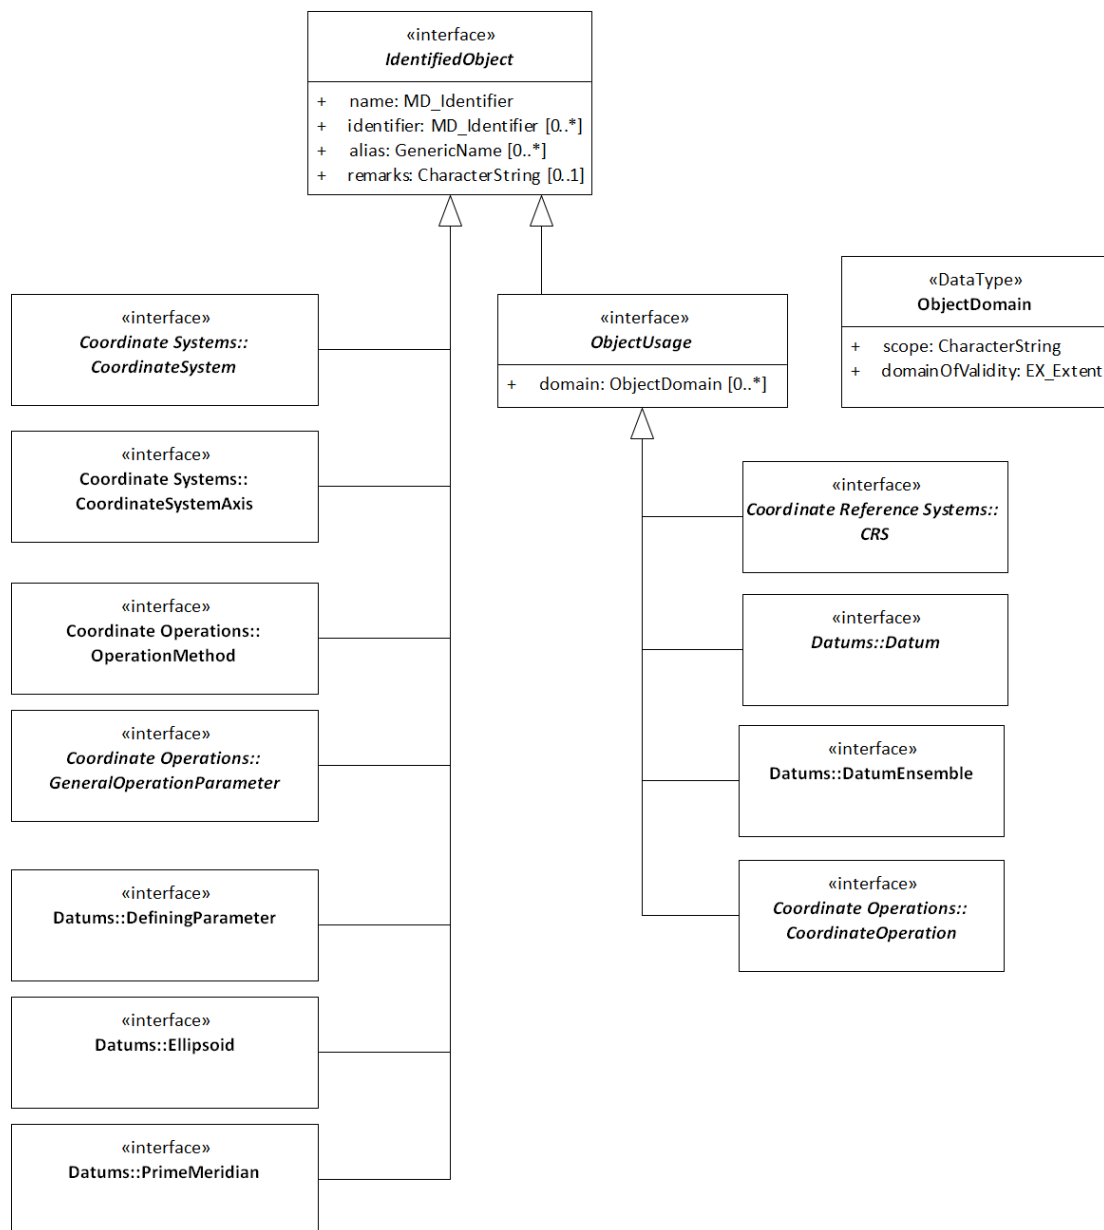 «interface»
IdentifiedObject
+ name: MD_Identifier
+ identifier: MD_Identifier [0..*]
+ alias: GenericName [0..*]
+ remarks: CharacterString [0..1]
«interface»
Coordinate Systems::
CoordinateSystem
«interface»
ObjectUsage
+ domain: ObjectDomain [0..*]
«DataType»
ObjectDomain
+ scope: CharacterString
+ domainOfValidity: EX_Extent
«interface»
Coordinate Systems::
CoordinateSystemAxis
«interface»
Coordinate Operations::
OperationMethod
«interface»
Coordinate Operations::
GeneralOperationParameter
«interface»
Datums::DefiningParameter
«interface»
Datums::Ellipsoid
«interface»
Datums::PrimeMeridian
«interface»
Coordinate Reference Systems::
CRS
«interface»
Datums::Datum
«interface»
Datums::DatumEnsemble
«interface»
Coordinate Operations::
CoordinateOperation